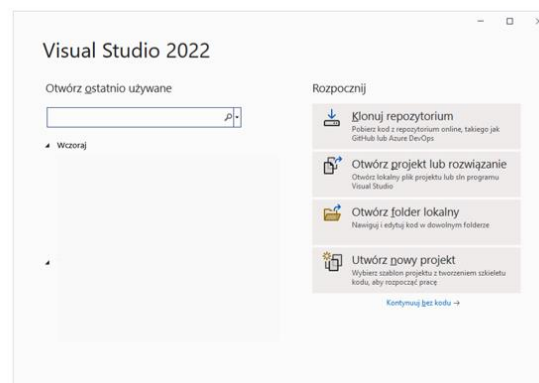 Visual Studio 2022
Otwórz ostatnio używane
Wczoraj
Rozpocznij
Klonuj repozytorium
Pobierz kod z repozytorium online, takiego jak
GitHub lub Azure DevOps
Otwórz projekt lub rozwiązanie
Otwórz lokalny plik projektu lub sln programu
Visual Studio
Otwórz folder lokalny
Nawiguj i edytuj kod w dowolnym folderze
Utwórz nowy projekt
Wybierz szablon projektu z tworzeniem szkieletu
kodu, aby rozpocząć pracę
Kontynuuj bez kodu →